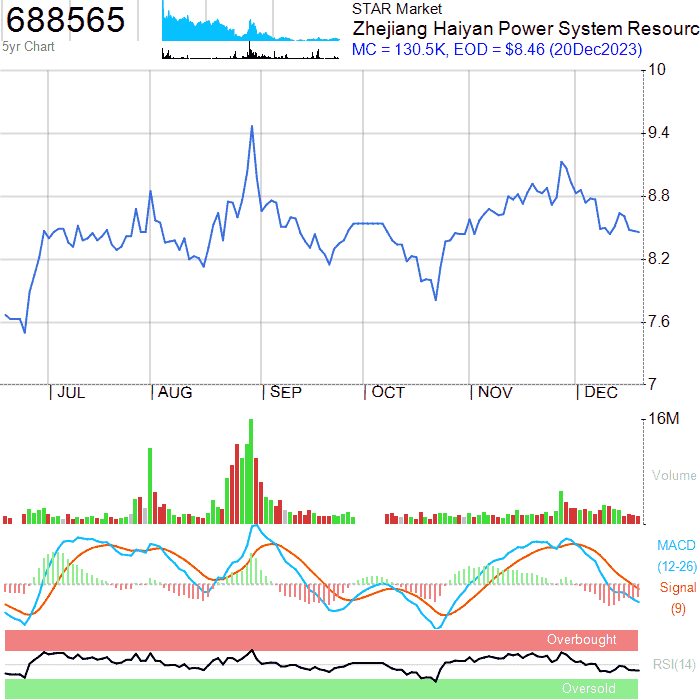 688565
5yr Chart
STAR Market
Zhejiang Haiyan Power System Resourc
MC = 130.5K, EOD = $8.46 (20Dec2023)
10
9.4
8.8
8.2
7.6
7
JUL
AUG
SEP
OCT
NOV
DEC
16M
Volume
MACD
(12-26)
Signal
(9)
Overbought
RSI(14)
Oversold